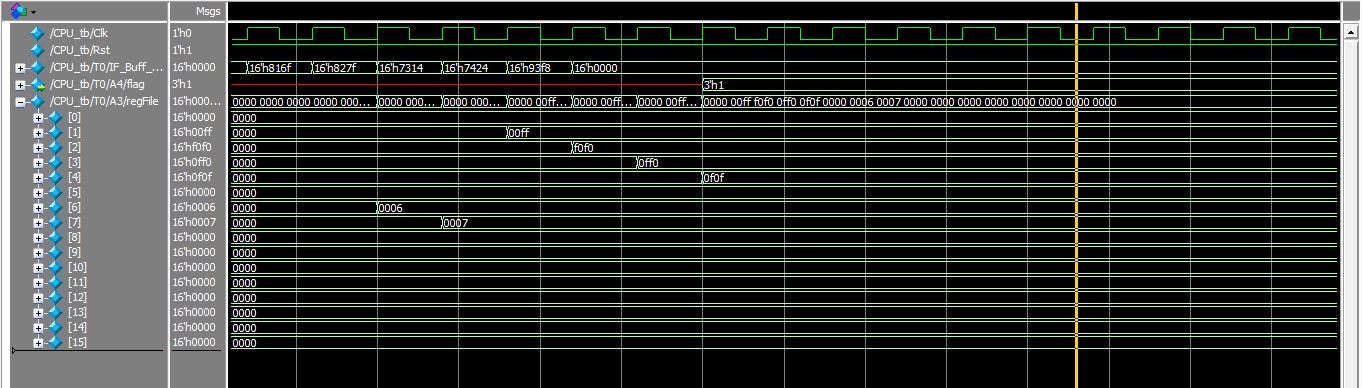 Msgs
/CPU_tb/Clk 1'h0
/CPU_tb/Rst 1'h1
/CPU_tb/T0/IF_Buff_... 16'h0000 16'h816f 16'h827f 16'h7314 16'h7424 16'h93f8 16'h0000
/CPU_tb/T0/A4/flag 3'h1 3'h1
/CPU_tb/T0/A3/regFile 16'h000... 0000 0000 0000 0000 000... 0000 000... 0000 000... 0000 00ff... 0000 00ff... 0000 00ff... 0000 00ff f0f0 0ff0 0f0f 0000 0006 0007 0000 0000 0000 0000 0000 0000 0000 0000
[0] 16'h0000 0000
[1] 16'h00ff 0000 00ff
[2] 16'hf0f0 0000 f0f0
[3] 16'h0ff0 0000 0ff0
[4] 16'h0f0f 0000 0f0f
[5] 16'h0000 0000
[6] 16'h0006 0000 0006
[7] 16'h0007 0000 0007
[8] 16'h0000 0000
[9] 16'h0000 0000
[10] 16'h0000 0000
[11] 16'h0000 0000
[12] 16'h0000 0000
[13] 16'h0000 0000
[14] 16'h0000 0000
[15] 16'h0000 0000